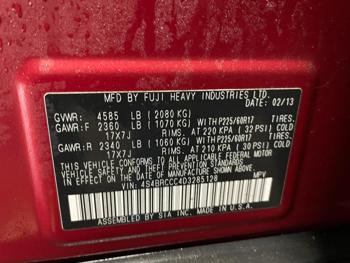 MFD BY FUJI HEAVY INDUSTRIES LTD.
DATE: 02/13
GVWR: 4585 LB (2080 KG)
GAWR:F 2360 LB (1070 KG) WITH P225/60R17 TIRES.
17X7J RIMS. AT 220 KPA (32 PSI) COLD
GAWR:R 2340 LB (1060 KG) WITH P225/60R17 TIRES.
17X7J RIMS. AT 210 KPA (30 PSI) COLD
THIS VEHICLE CONFORMS TO ALL APPLICABLE FEDERAL MOTOR
VEHICLE SAFETY, BUMPER, AND THEFT PREVENTION STANDARDS
IN EFFECT ON THE DATE OF MANUFACTURE SHOWN ABOVE.
VIN: 4S4BRCCC4D3285128 MPV
ASSEMBLED BY SIA INC. MADE IN U.S.A.